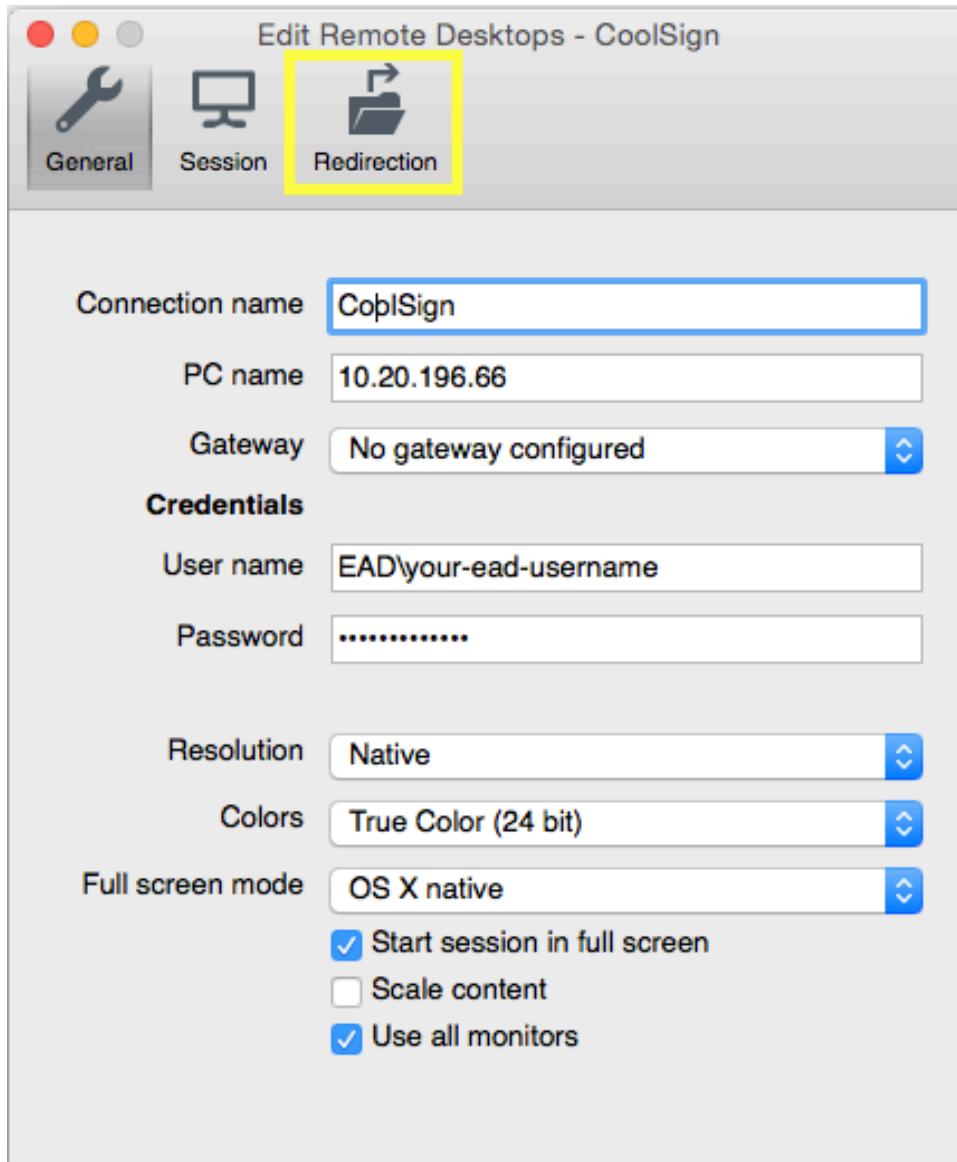 Edit Remote Desktops - CoolSign
General Session Redirection
Connection name CoolSign
PC name 10.20.196.66
Gateway No gateway configured
Credentials
User name EAD\your-ead-username
Password •••••••••••••
Resolution Native
Colors True Color (24 bit)
Full screen mode OS X native
Start session in full screen
Scale content
Use all monitors